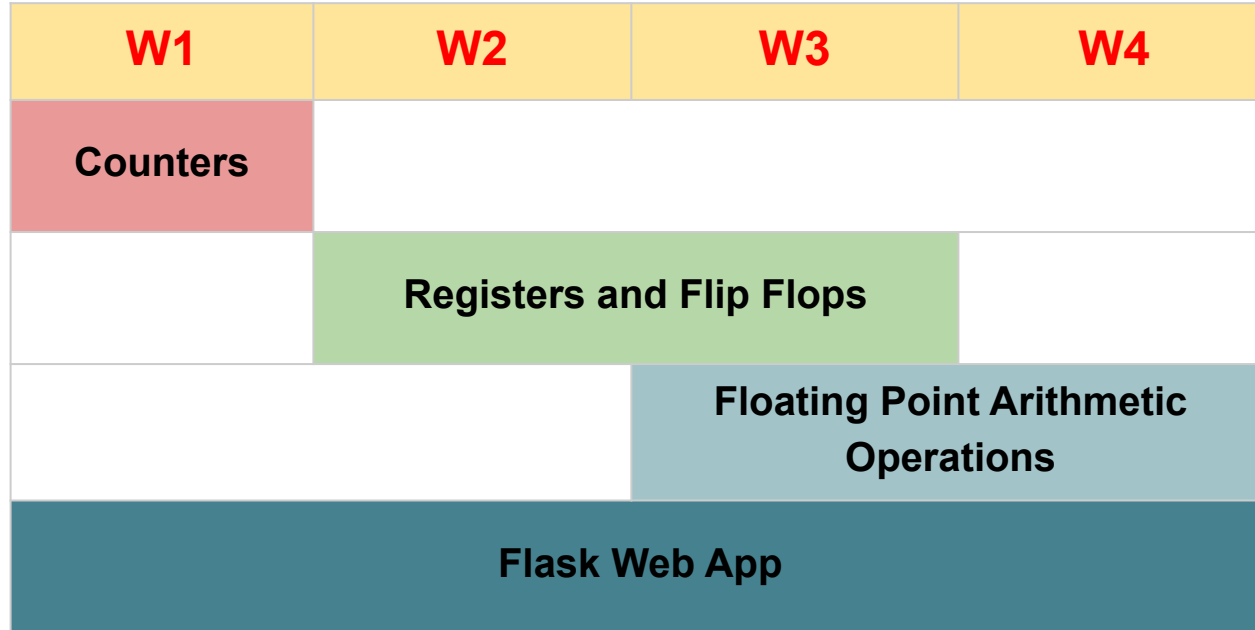 W1 W2 W3 W4
Counters
Registers and Flip Flops
Floating Point Arithmetic
Operations
Flask Web App